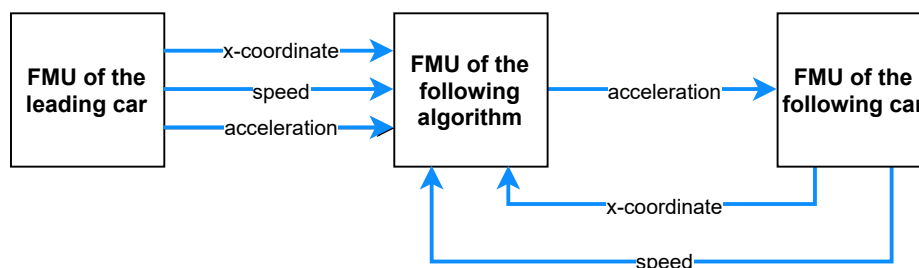 FMU of the
leading car
x-coordinate
speed
acceleration
FMU of the
following
algorithm
acceleration
FMU of the
following car
x-coordinate
speed